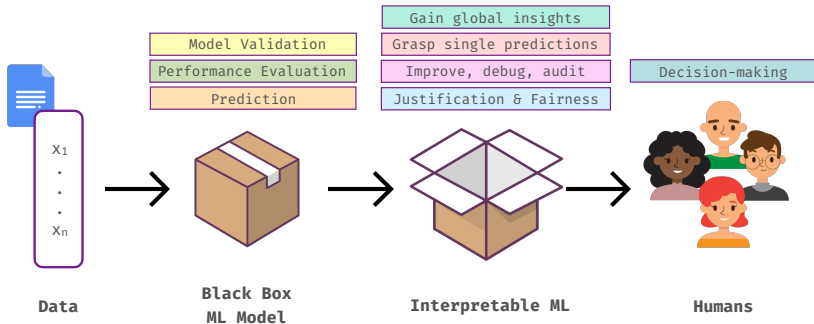 Gain global insights
Model Validation
Grasp single predictions
Performance Evaluation
Improve, debug, audit
Decision-making
Prediction
Justification & Fairness
x1
.
.
.
xn
Data
Black Box
ML Model
Interpretable ML
Humans